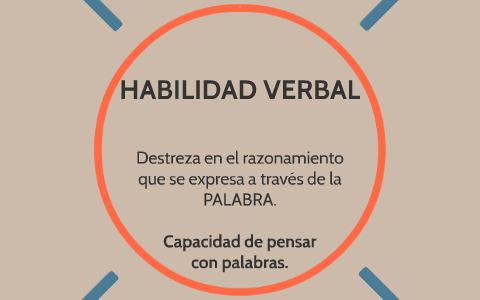 HABILIDAD VERBAL
Destreza en el razonamiento
que se expresa a través de la
PALABRA.
Capacidad de pensar
con palabras.